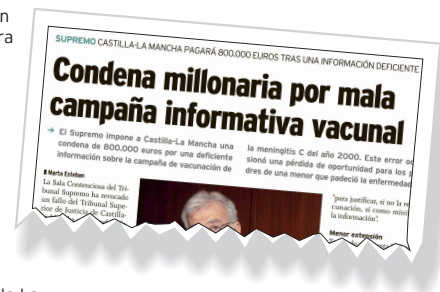 n
ra
SUPREMO CASTILLA-LA MANCHA PAGARÁ 800.000 EUROS TRAS UNA INFORMACIÓN DEFICIENTE
Condena millonaria por mala
campaña informativa vacunal
→ El Supremo impone a Castilla-La Mancha una
condena de 800.000 euros por una deficiente
información sobre la campaña de vacunación de
la meningitis C del año 2000. Este error oc
sionó una pérdida de oportunidad para los p
dres de una menor que padeció la enfermedad
Marta Esteban
La Sala Contenciosa del Tri-
bunal Supremo ha revocado
un fallo del Tribunal Supe-
rior de Justicia de Castilla-
"para justificar, si no la re
cunación, sí como míni
la información".
Menor extensión